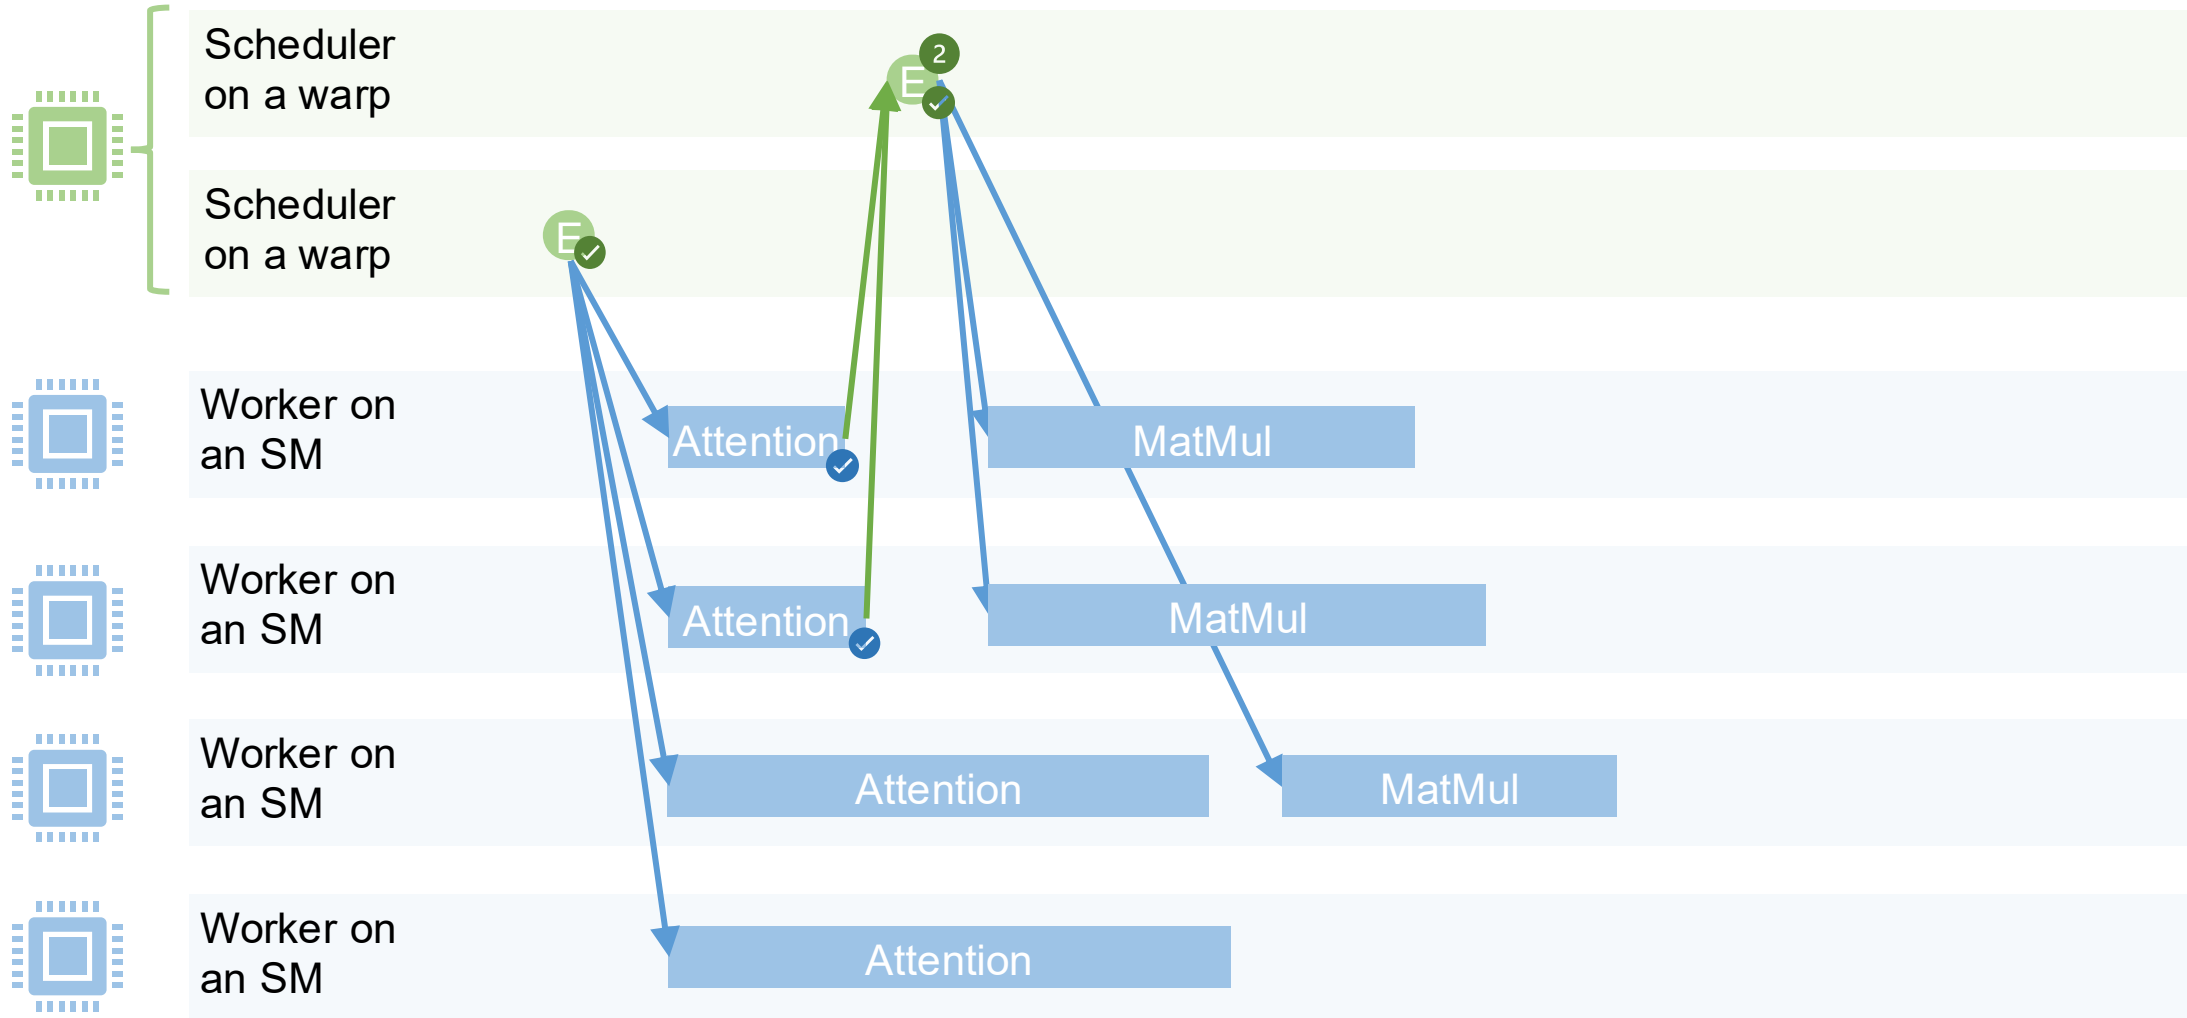 Scheduler
on a warp
2
E
Scheduler
on a warp
E
Worker on
an SM
Attention
MatMul
Worker on
an SM
Attention
MatMul
Worker on
an SM
Attention
MatMul
Worker on
an SM
Attention